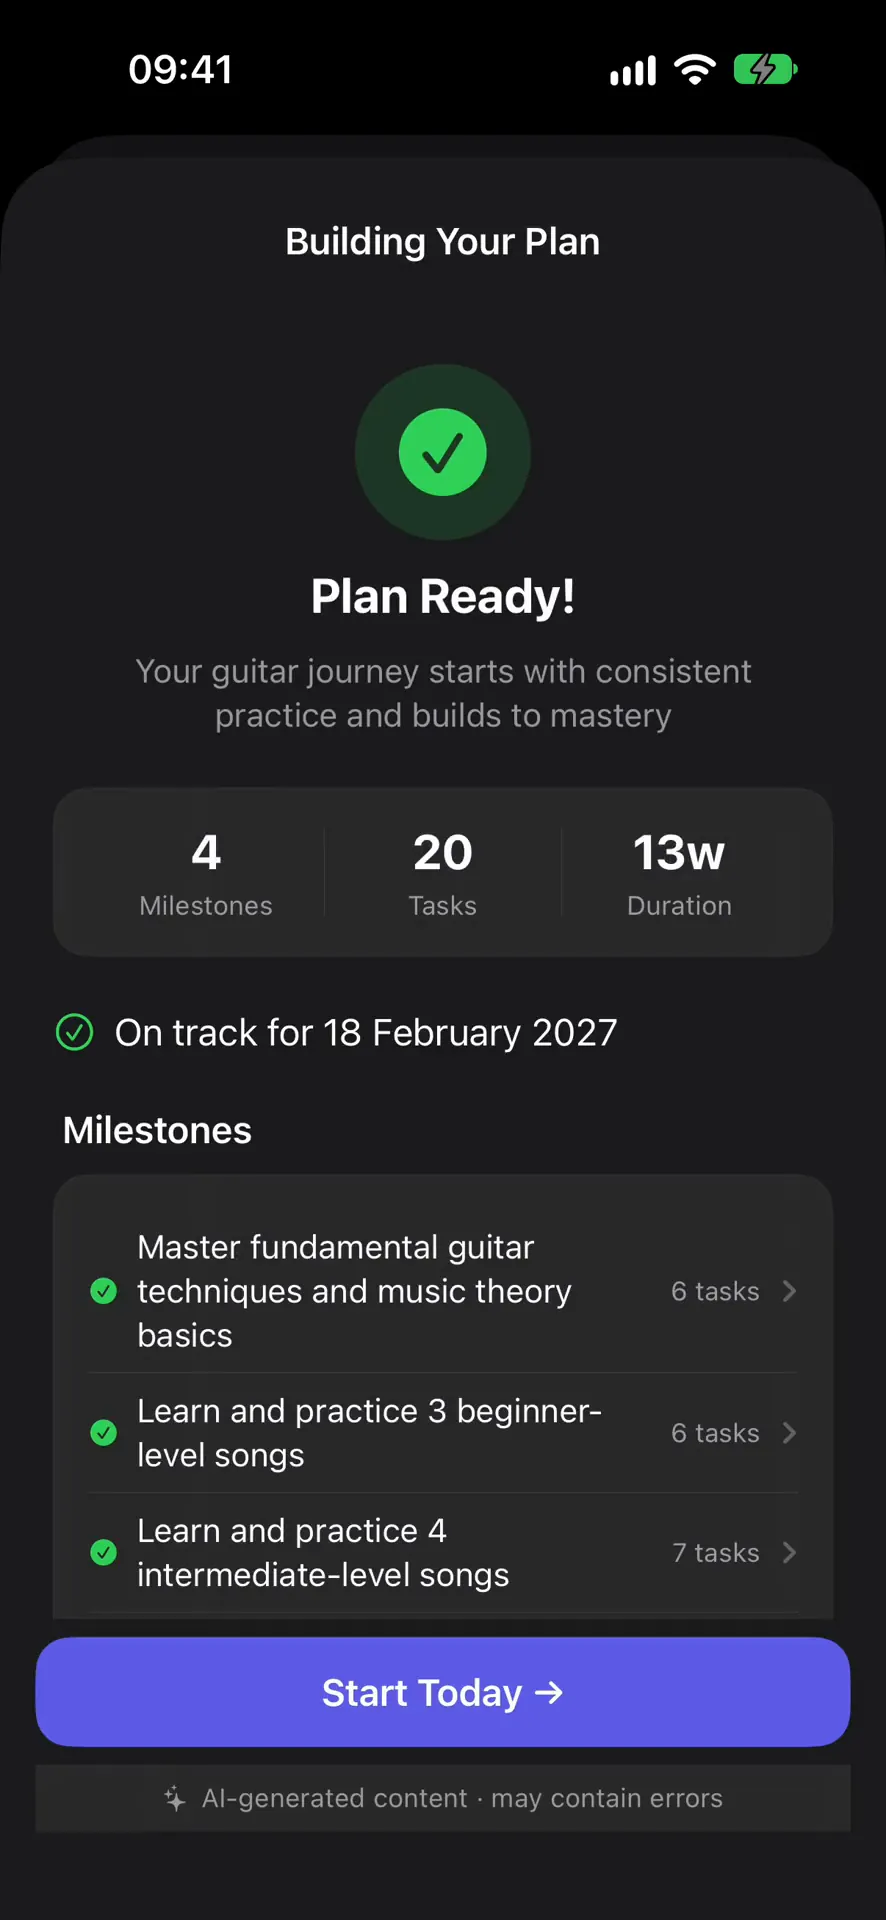 09:41
Building Your Plan
Plan Ready!
Your guitar journey starts with consistent
practice and builds to mastery
4
Milestones
20
Tasks
13w
Duration
On track for 18 February 2027
Milestones
Master fundamental guitar
techniques and music theory
basics
6 tasks
Learn and practice 3 beginner-
level songs
6 tasks
Learn and practice 4
intermediate-level songs
7 tasks
Start Today →
AI-generated content · may contain errors